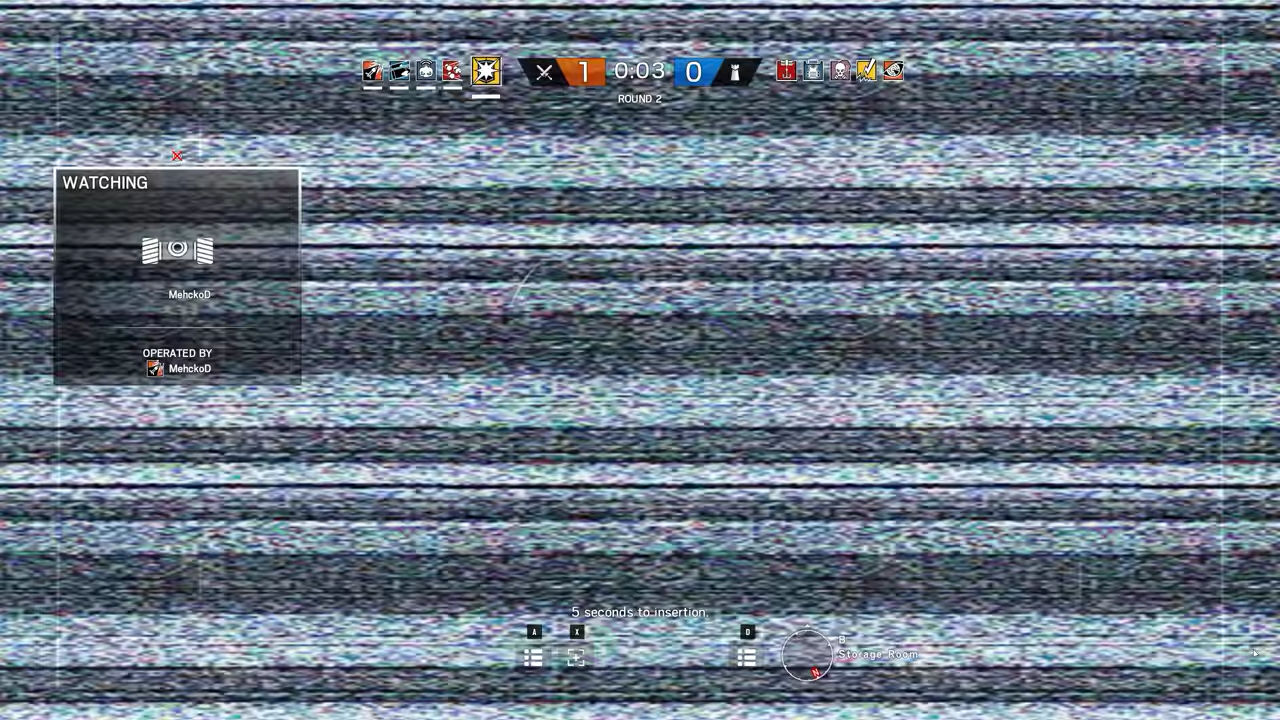 1 0:03 0
ROUND 2
WATCHING
MehckoD
OPERATED BY
MehckoD
5 seconds to insertion.
A X D
B
Storage Room
N